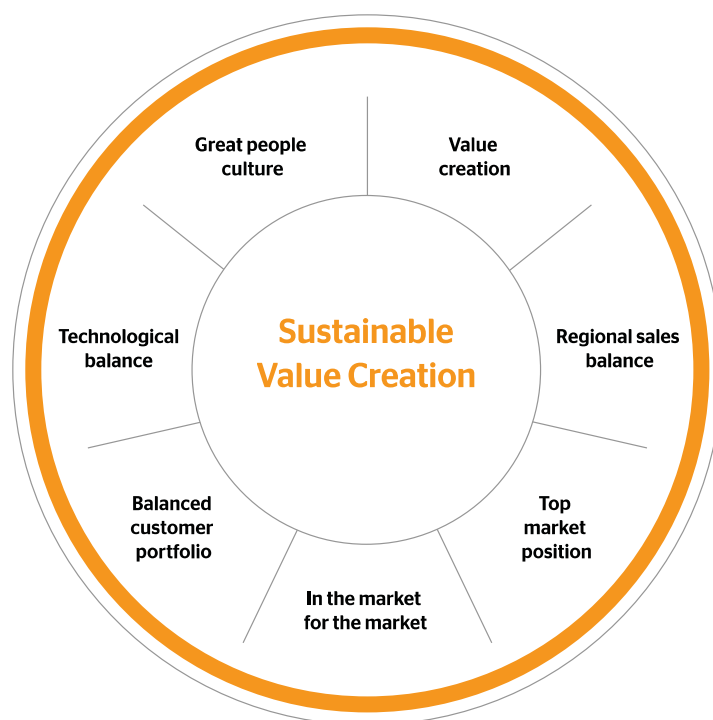 Great people
culture
Value
creation
Technological
balance
Sustainable
Value Creation
Regional sales
balance
Balanced
customer
portfolio
Top
market
position
In the market
for the market